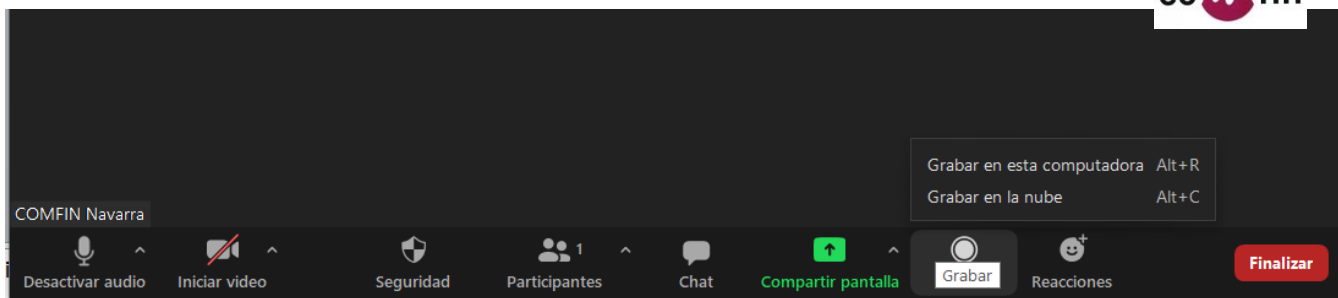 Grabar en esta computadora Alt+R
Grabar en la nube Alt+C
COMFIN Navarra
1
Desactivar audio Iniciar video Seguridad Participantes Chat Compartir pantalla Grabar Reacciones Finalizar